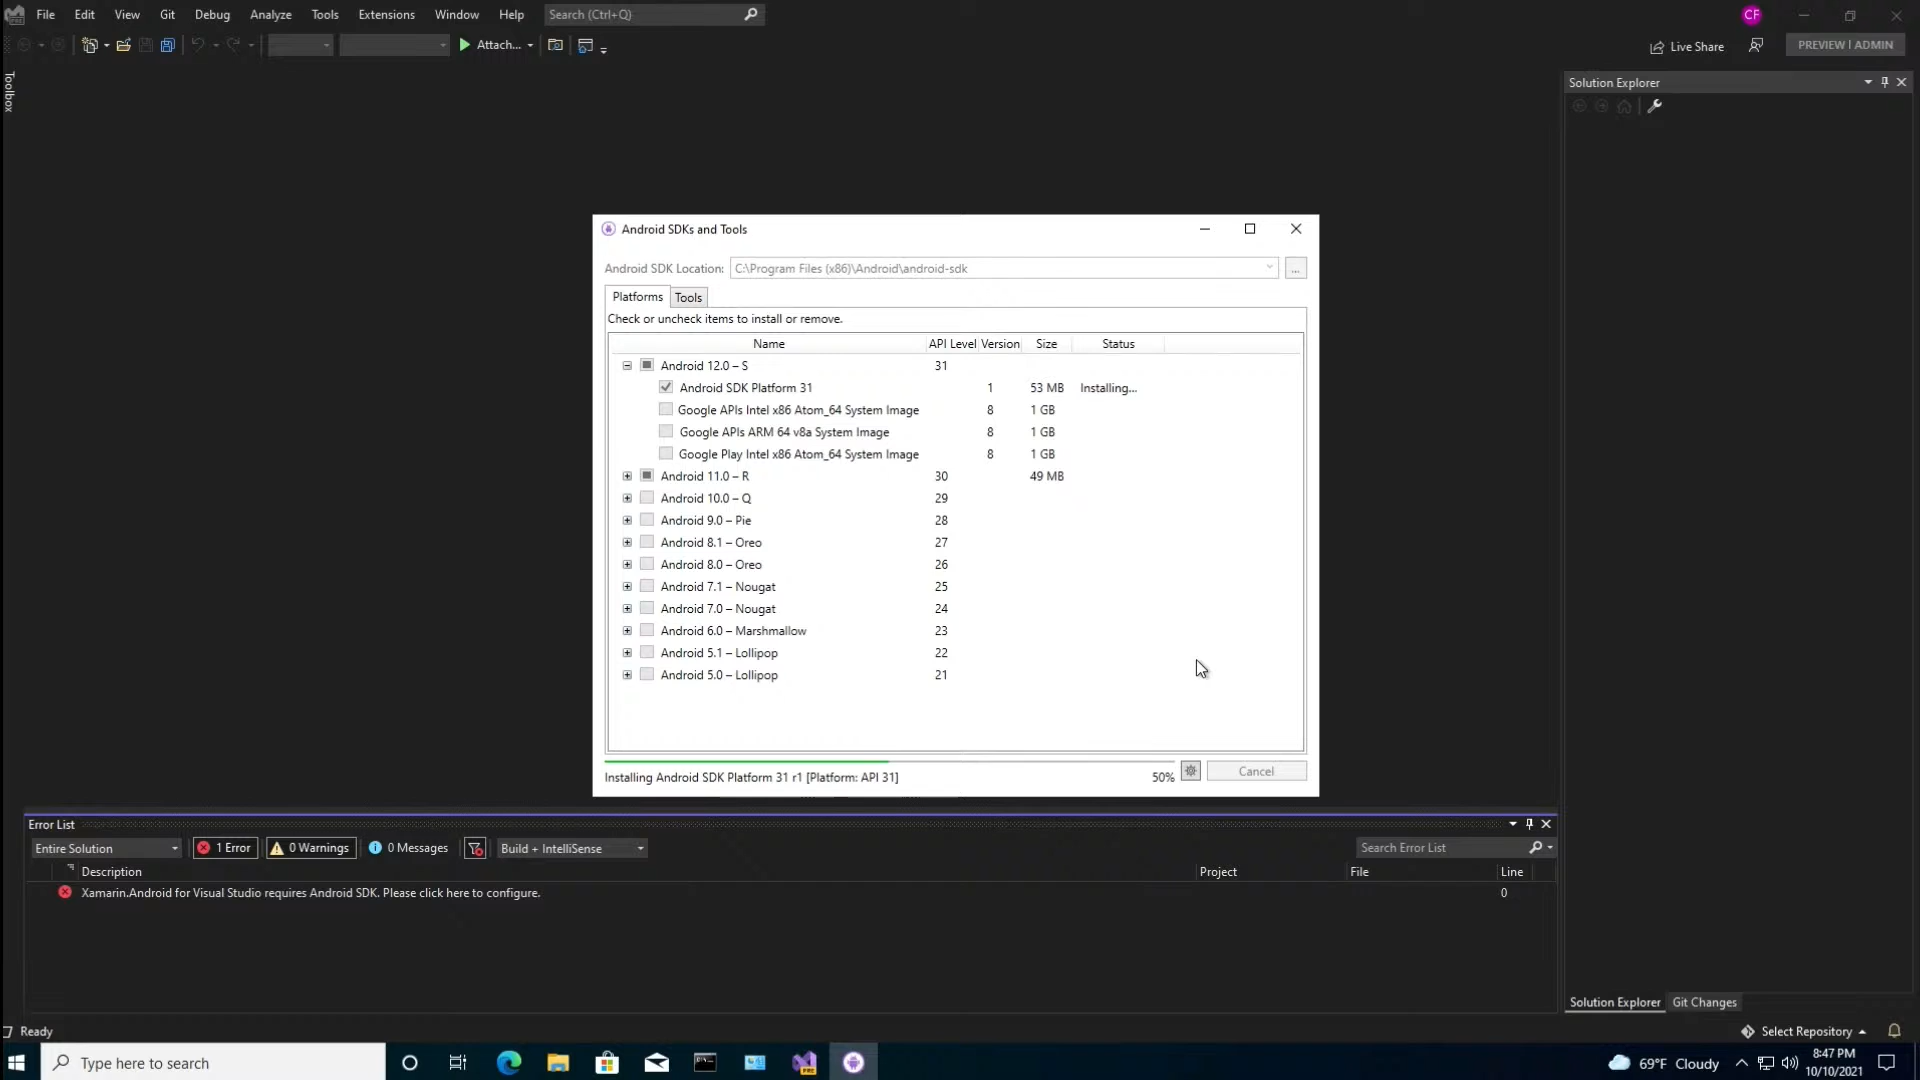 File Edit View Git Debug Analyze Tools Extensions Window Help Search (Ctrl+Q) CF
Attach... Live Share PREVIEW | ADMIN
Toolbox
Solution Explorer
Android SDKs and Tools
Android SDK Location: C:\Program Files (x86)\Android\android-sdk ...
Platforms Tools
Check or uncheck items to install or remove.
Name API Level Version Size Status
Android 12.0 – S 31
Android SDK Platform 31 1 53 MB Installing...
Google APIs Intel x86 Atom_64 System Image 8 1 GB
Google APIs ARM 64 v8a System Image 8 1 GB
Google Play Intel x86 Atom_64 System Image 8 1 GB
Android 11.0 – R 30 49 MB
Android 10.0 – Q 29
Android 9.0 – Pie 28
Android 8.1 – Oreo 27
Android 8.0 – Oreo 26
Android 7.1 – Nougat 25
Android 7.0 – Nougat 24
Android 6.0 – Marshmallow 23
Android 5.1 – Lollipop 22
Android 5.0 – Lollipop 21
Installing Android SDK Platform 31 r1 [Platform: API 31] 50% Cancel
Error List
Entire Solution 1 Error 0 Warnings 0 Messages Build + IntelliSense Search Error List
Description Project File Line
Xamarin.Android for Visual Studio requires Android SDK. Please click here to configure. 0
Solution Explorer Git Changes
Ready Select Repository
Type here to search PRE 69°F Cloudy 8:47 PM
10/10/2021